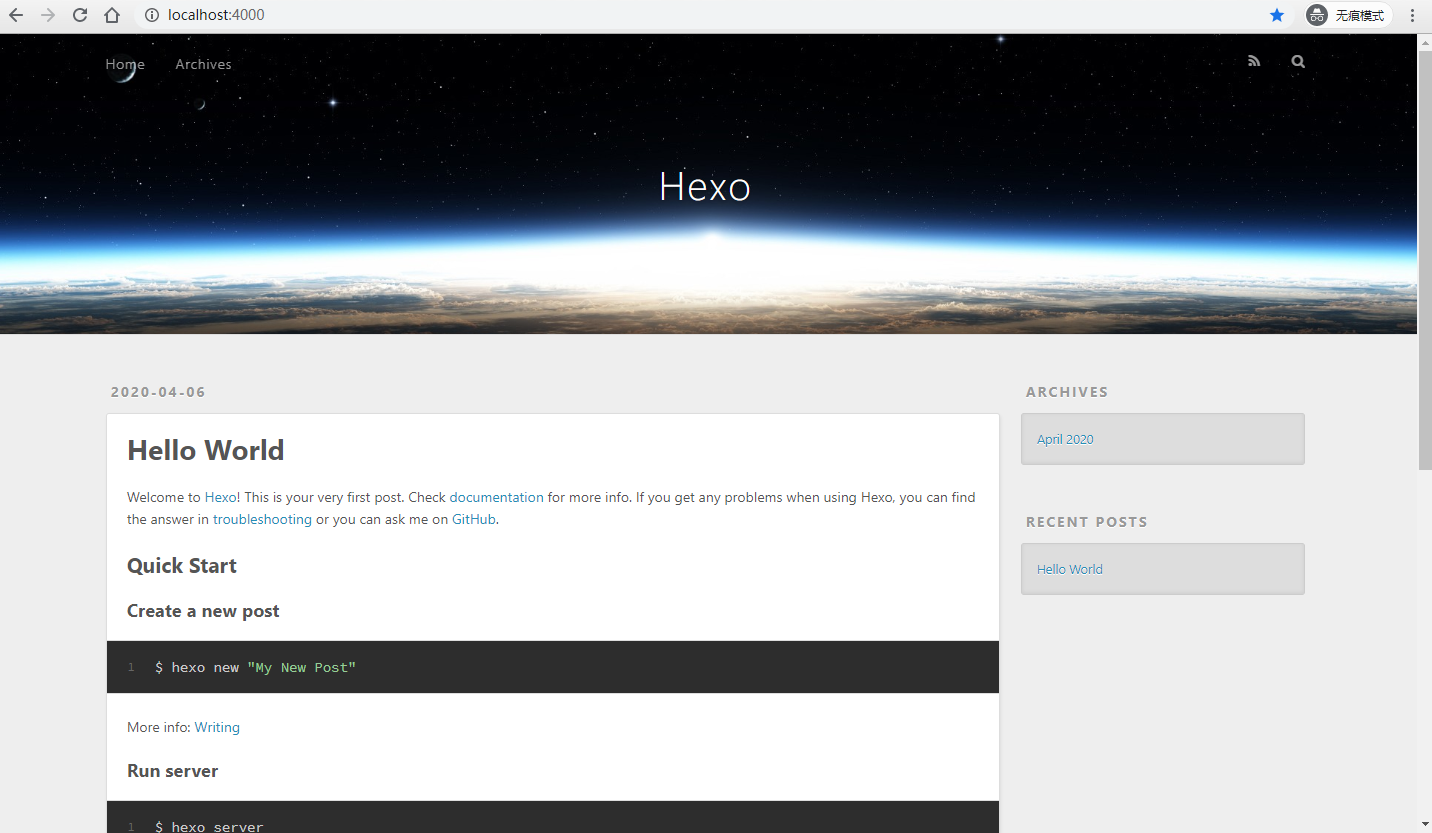 localhost:4000
无痕模式
Home
Archives
Hexo
2020-04-06
Hello World
Welcome to Hexo! This is your very first post. Check documentation for more info. If you get any problems when using Hexo, you can find
the answer in troubleshooting or you can ask me on GitHub.
Quick Start
Create a new post
1 $ hexo new "My New Post"
More info: Writing
Run server
1 $ hexo server
ARCHIVES
April 2020
RECENT POSTS
Hello World